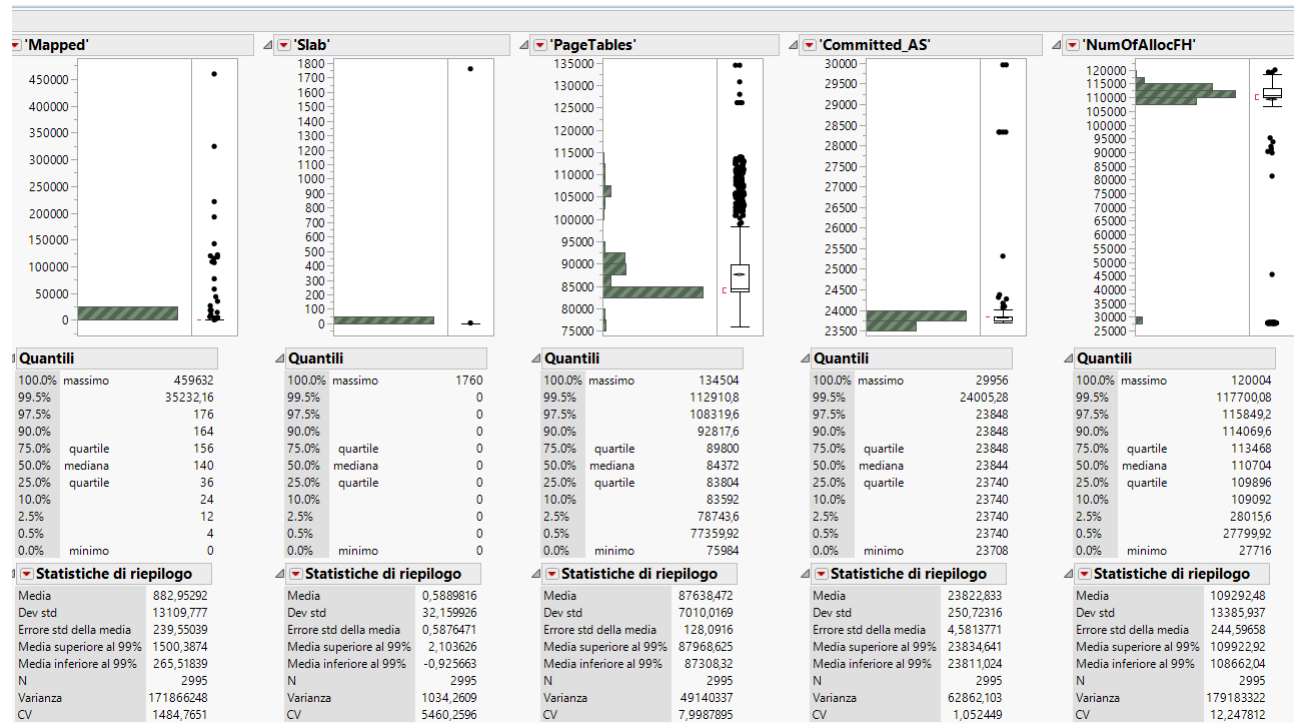 'Mapped'
450000
400000
350000
300000
250000
200000
150000
100000
50000
0
Quantili
100.0% massimo 459632
99.5% 35232,16
97.5% 176
90.0% 164
75.0% quartile 156
50.0% mediana 140
25.0% quartile 36
10.0% 24
2.5% 12
0.5% 4
0.0% minimo 0
Statistiche di riepilogo
Media 882,95292
Dev std 13109,777
Errore std della media 239,55039
Media superiore al 99% 1500,3874
Media inferiore al 99% 265,51839
N 2995
Varianza 171866248
CV 1484,7651
'Slab'
1800
1700
1600
1500
1400
1300
1200
1100
1000
900
800
700
600
500
400
300
200
100
0
Quantili
100.0% massimo 1760
99.5% 0
97.5% 0
90.0% 0
75.0% quartile 0
50.0% mediana 0
25.0% quartile 0
10.0% 0
2.5% 0
0.5% 0
0.0% minimo 0
Statistiche di riepilogo
Media 0,5889816
Dev std 32,159926
Errore std della media 0,5876471
Media superiore al 99% 2,103626
Media inferiore al 99% -0,925663
N 2995
Varianza 1034,2609
CV 5460,2596
'PageTables'
135000
130000
125000
120000
115000
110000
105000
100000
95000
90000
85000
80000
75000
Quantili
100.0% massimo 134504
99.5% 112910,8
97.5% 108319,6
90.0% 92817,6
75.0% quartile 89800
50.0% mediana 84372
25.0% quartile 83804
10.0% 83592
2.5% 78743,6
0.5% 77359,92
0.0% minimo 75984
Statistiche di riepilogo
Media 87638,472
Dev std 7010,0169
Errore std della media 128,0916
Media superiore al 99% 87968,625
Media inferiore al 99% 87308,32
N 2995
Varianza 49140337
CV 7,9987895
'Committed_AS'
30000
29500
29000
28500
28000
27500
27000
26500
26000
25500
25000
24500
24000
23500
Quantili
100.0% massimo 29956
99.5% 24005,28
97.5% 23848
90.0% 23848
75.0% quartile 23848
50.0% mediana 23844
25.0% quartile 23740
10.0% 23740
2.5% 23740
0.5% 23740
0.0% minimo 23708
Statistiche di riepilogo
Media 23822,833
Dev std 250,72316
Errore std della media 4,5813771
Media superiore al 99% 23834,641
Media inferiore al 99% 23811,024
N 2995
Varianza 62862,103
CV 1,052449
'NumOfAllocFH'
120000
115000
110000
105000
100000
95000
90000
85000
80000
75000
70000
65000
60000
55000
50000
45000
40000
35000
30000
25000
Quantili
100.0% massimo 120004
99.5% 117700,08
97.5% 115849,2
90.0% 114069,6
75.0% quartile 113468
50.0% mediana 110704
25.0% quartile 109896
10.0% 109092
2.5% 28015,6
0.5% 27799,92
0.0% minimo 27716
Statistiche di riepilogo
Media 109292,48
Dev std 13385,937
Errore std della media 244,59658
Media superiore al 99% 109922,92
Media inferiore al 99% 108662,04
N 2995
Varianza 179183322
CV 12,247812